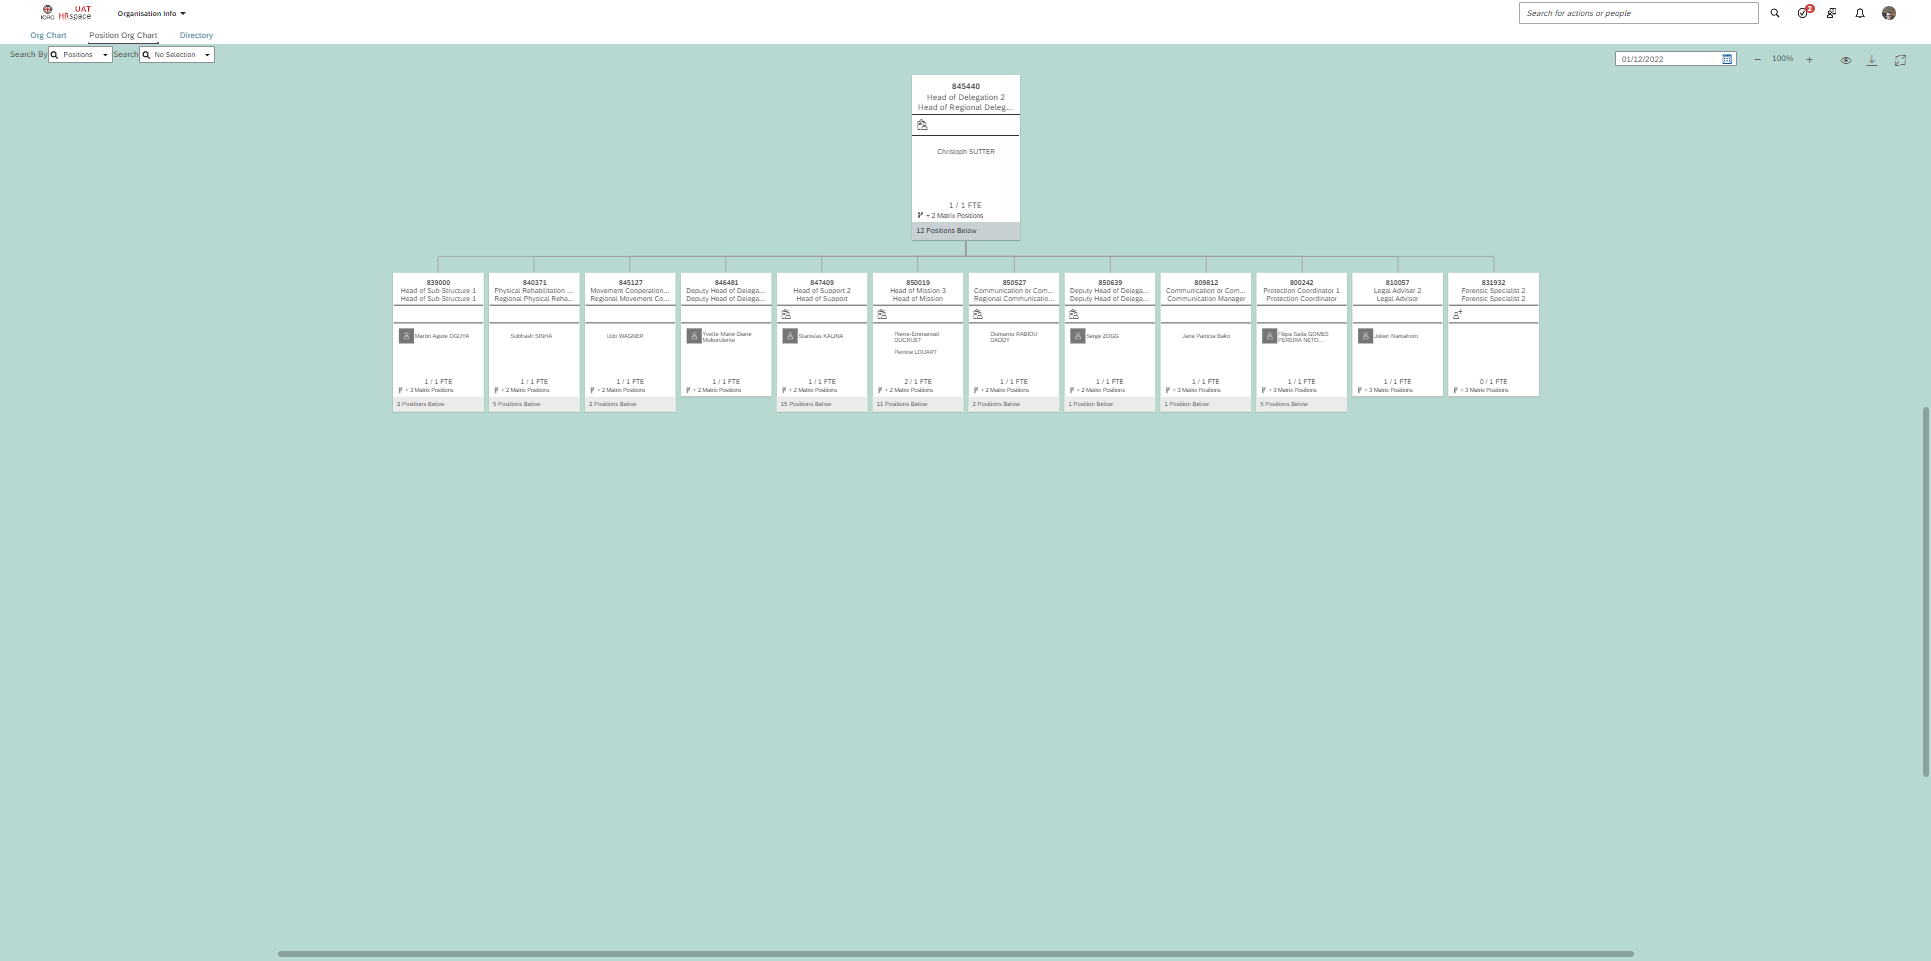 ICRC
UAT
HRspace
Organisation Info
Search for actions or people
2
Org Chart
Position Org Chart
Directory
Search By
Positions
Search
No Selection
01/12/2022
100%
845440
Head of Delegation 2
Head of Regional Deleg...
Christoph SUTTER
1 / 1 FTE
+ 2 Matrix Positions
12 Positions Below
839000
Head of Sub-Structure 1
Head of Sub-Structure 1
Martin Agure OGUYA
1 / 1 FTE
+ 3 Matrix Positions
2 Positions Below
840371
Physical Rehabilitation ...
Regional Physical Reha...
Subhash SINHA
1 / 1 FTE
+ 2 Matrix Positions
5 Positions Below
845127
Movement Cooperation...
Regional Movement Co...
Udo WAGNER
1 / 1 FTE
+ 2 Matrix Positions
2 Positions Below
846481
Deputy Head of Delega...
Deputy Head of Delega...
Yvette Marie Diane
Mukundente
1 / 1 FTE
+ 2 Matrix Positions
847409
Head of Support 2
Head of Support
Stanislas KALINA
1 / 1 FTE
+ 2 Matrix Positions
15 Positions Below
850019
Head of Mission 3
Head of Mission
Pierre-Emmanuel
DUCRUET
Perrine LOUART
2 / 1 FTE
+ 2 Matrix Positions
11 Positions Below
850527
Communication or Com...
Regional Communicatio...
Oumarou RABIOU
DADDY
1 / 1 FTE
+ 2 Matrix Positions
2 Positions Below
850639
Deputy Head of Delega...
Deputy Head of Delega...
Serge ZOGG
1 / 1 FTE
+ 2 Matrix Positions
1 Position Below
809812
Communication or Com...
Communication Manager
Jane Patricia Bako
1 / 1 FTE
+ 3 Matrix Positions
1 Position Below
800242
Protection Coordinator 1
Protection Coordinator
Filipa Satia GOMES
PEREIRA NETO...
1 / 1 FTE
+ 3 Matrix Positions
5 Positions Below
810057
Legal Adviser 2
Legal Advisor
Julien Namahoro
1 / 1 FTE
+ 3 Matrix Positions
831932
Forensic Specialist 2
Forensic Specialist 2
0 / 1 FTE
+ 3 Matrix Positions